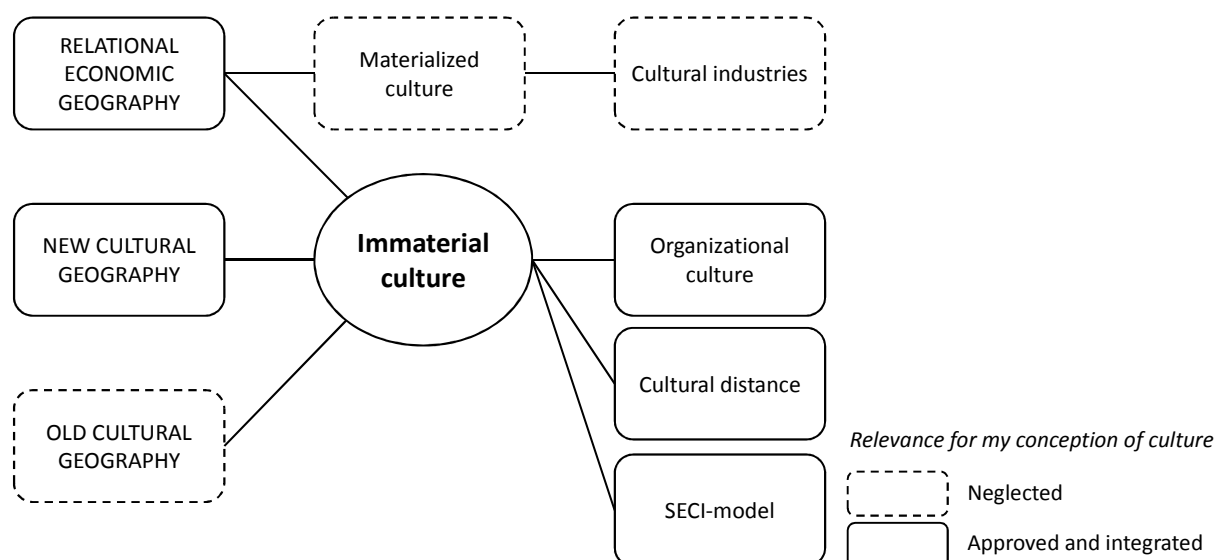 RELATIONAL
ECONOMIC
GEOGRAPHY
Materialized
culture
Cultural industries
NEW CULTURAL
GEOGRAPHY
Immaterial
culture
Organizational
culture
Cultural distance
OLD CULTURAL
GEOGRAPHY
SECI-model
Relevance for my conception of culture
Neglected
Approved and integrated